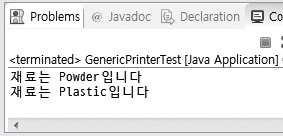 Problems @ Javadoc Declaration Co
<terminated> GenericPrinterTest [Java Application]
재료는 Powder입니다
재료는 Plastic입니다